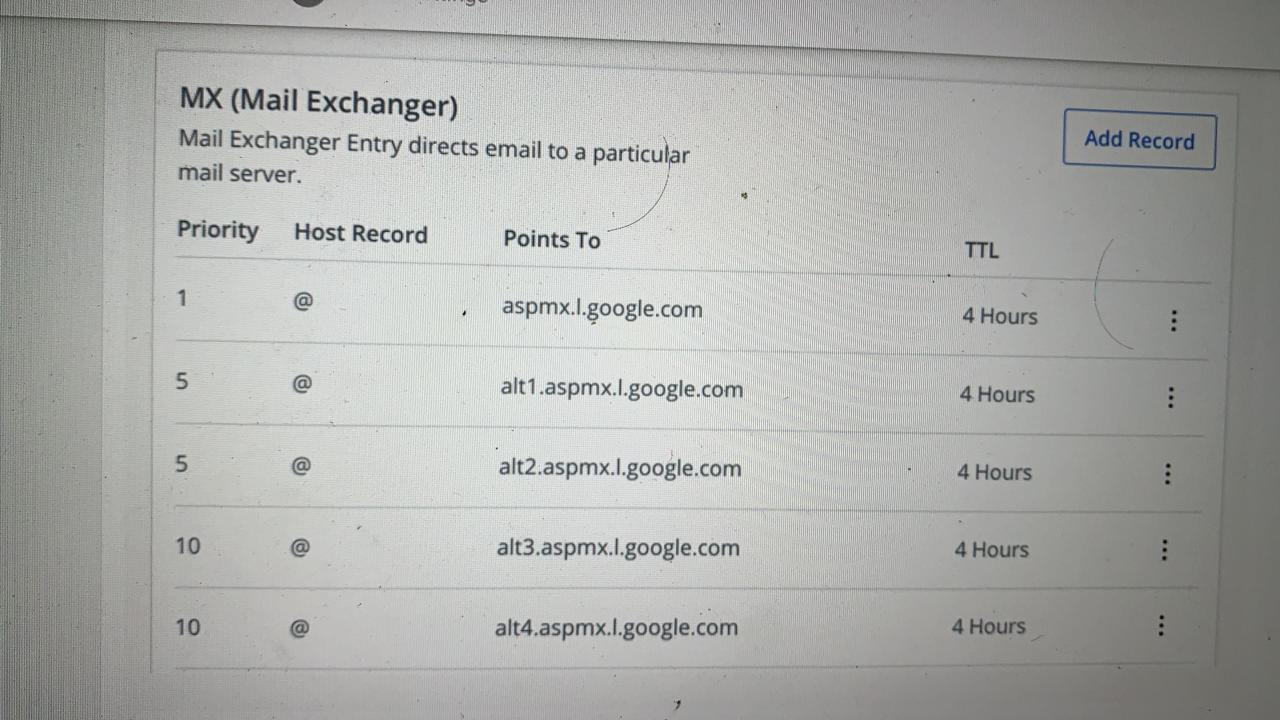 MX (Mail Exchanger)
Mail Exchanger Entry directs email to a particular
mail server.
Add Record
Priority Host Record Points To TTL
1 @ aspmx.l.google.com 4 Hours
5 @ alt1.aspmx.l.google.com 4 Hours
5 @ alt2.aspmx.l.google.com 4 Hours
10 @ alt3.aspmx.l.google.com 4 Hours
10 @ alt4.aspmx.l.google.com 4 Hours